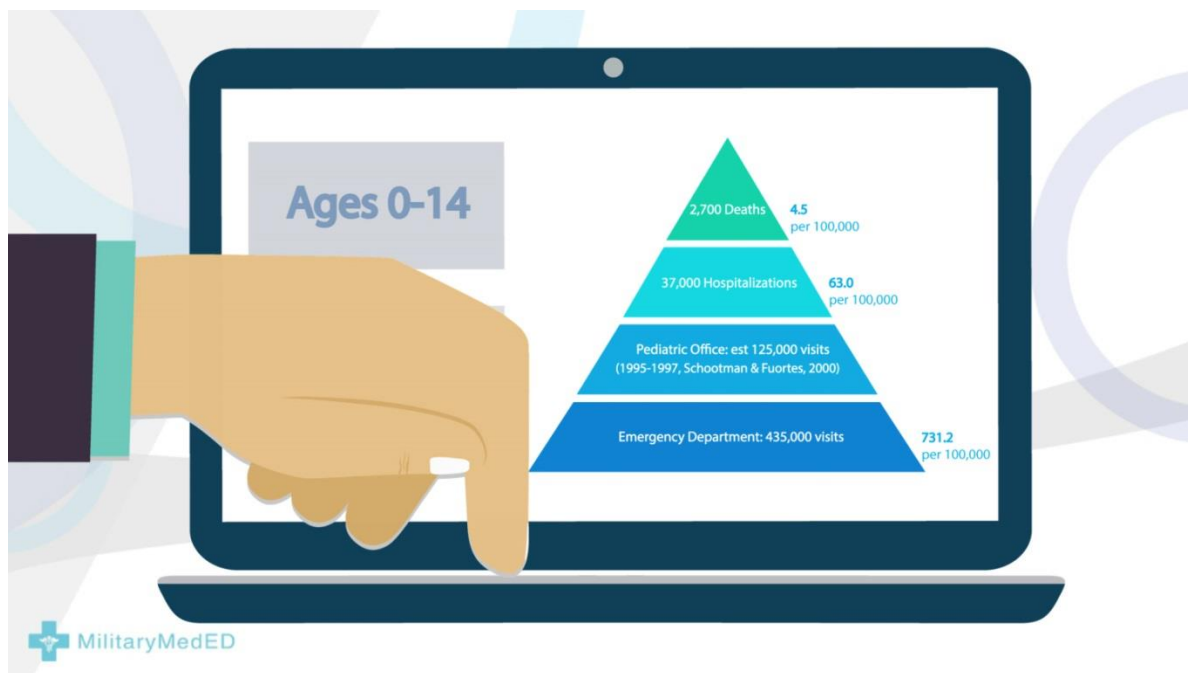 Ages 0-14
2,700 Deaths
4.5
per 100,000
37,000 Hospitalizations
63.0
per 100,000
Pediatric Office: est 125,000 visits
(1995-1997, Schootman & Fuortes, 2000)
Emergency Department: 435,000 visits
731.2
per 100,000
MilitaryMedED